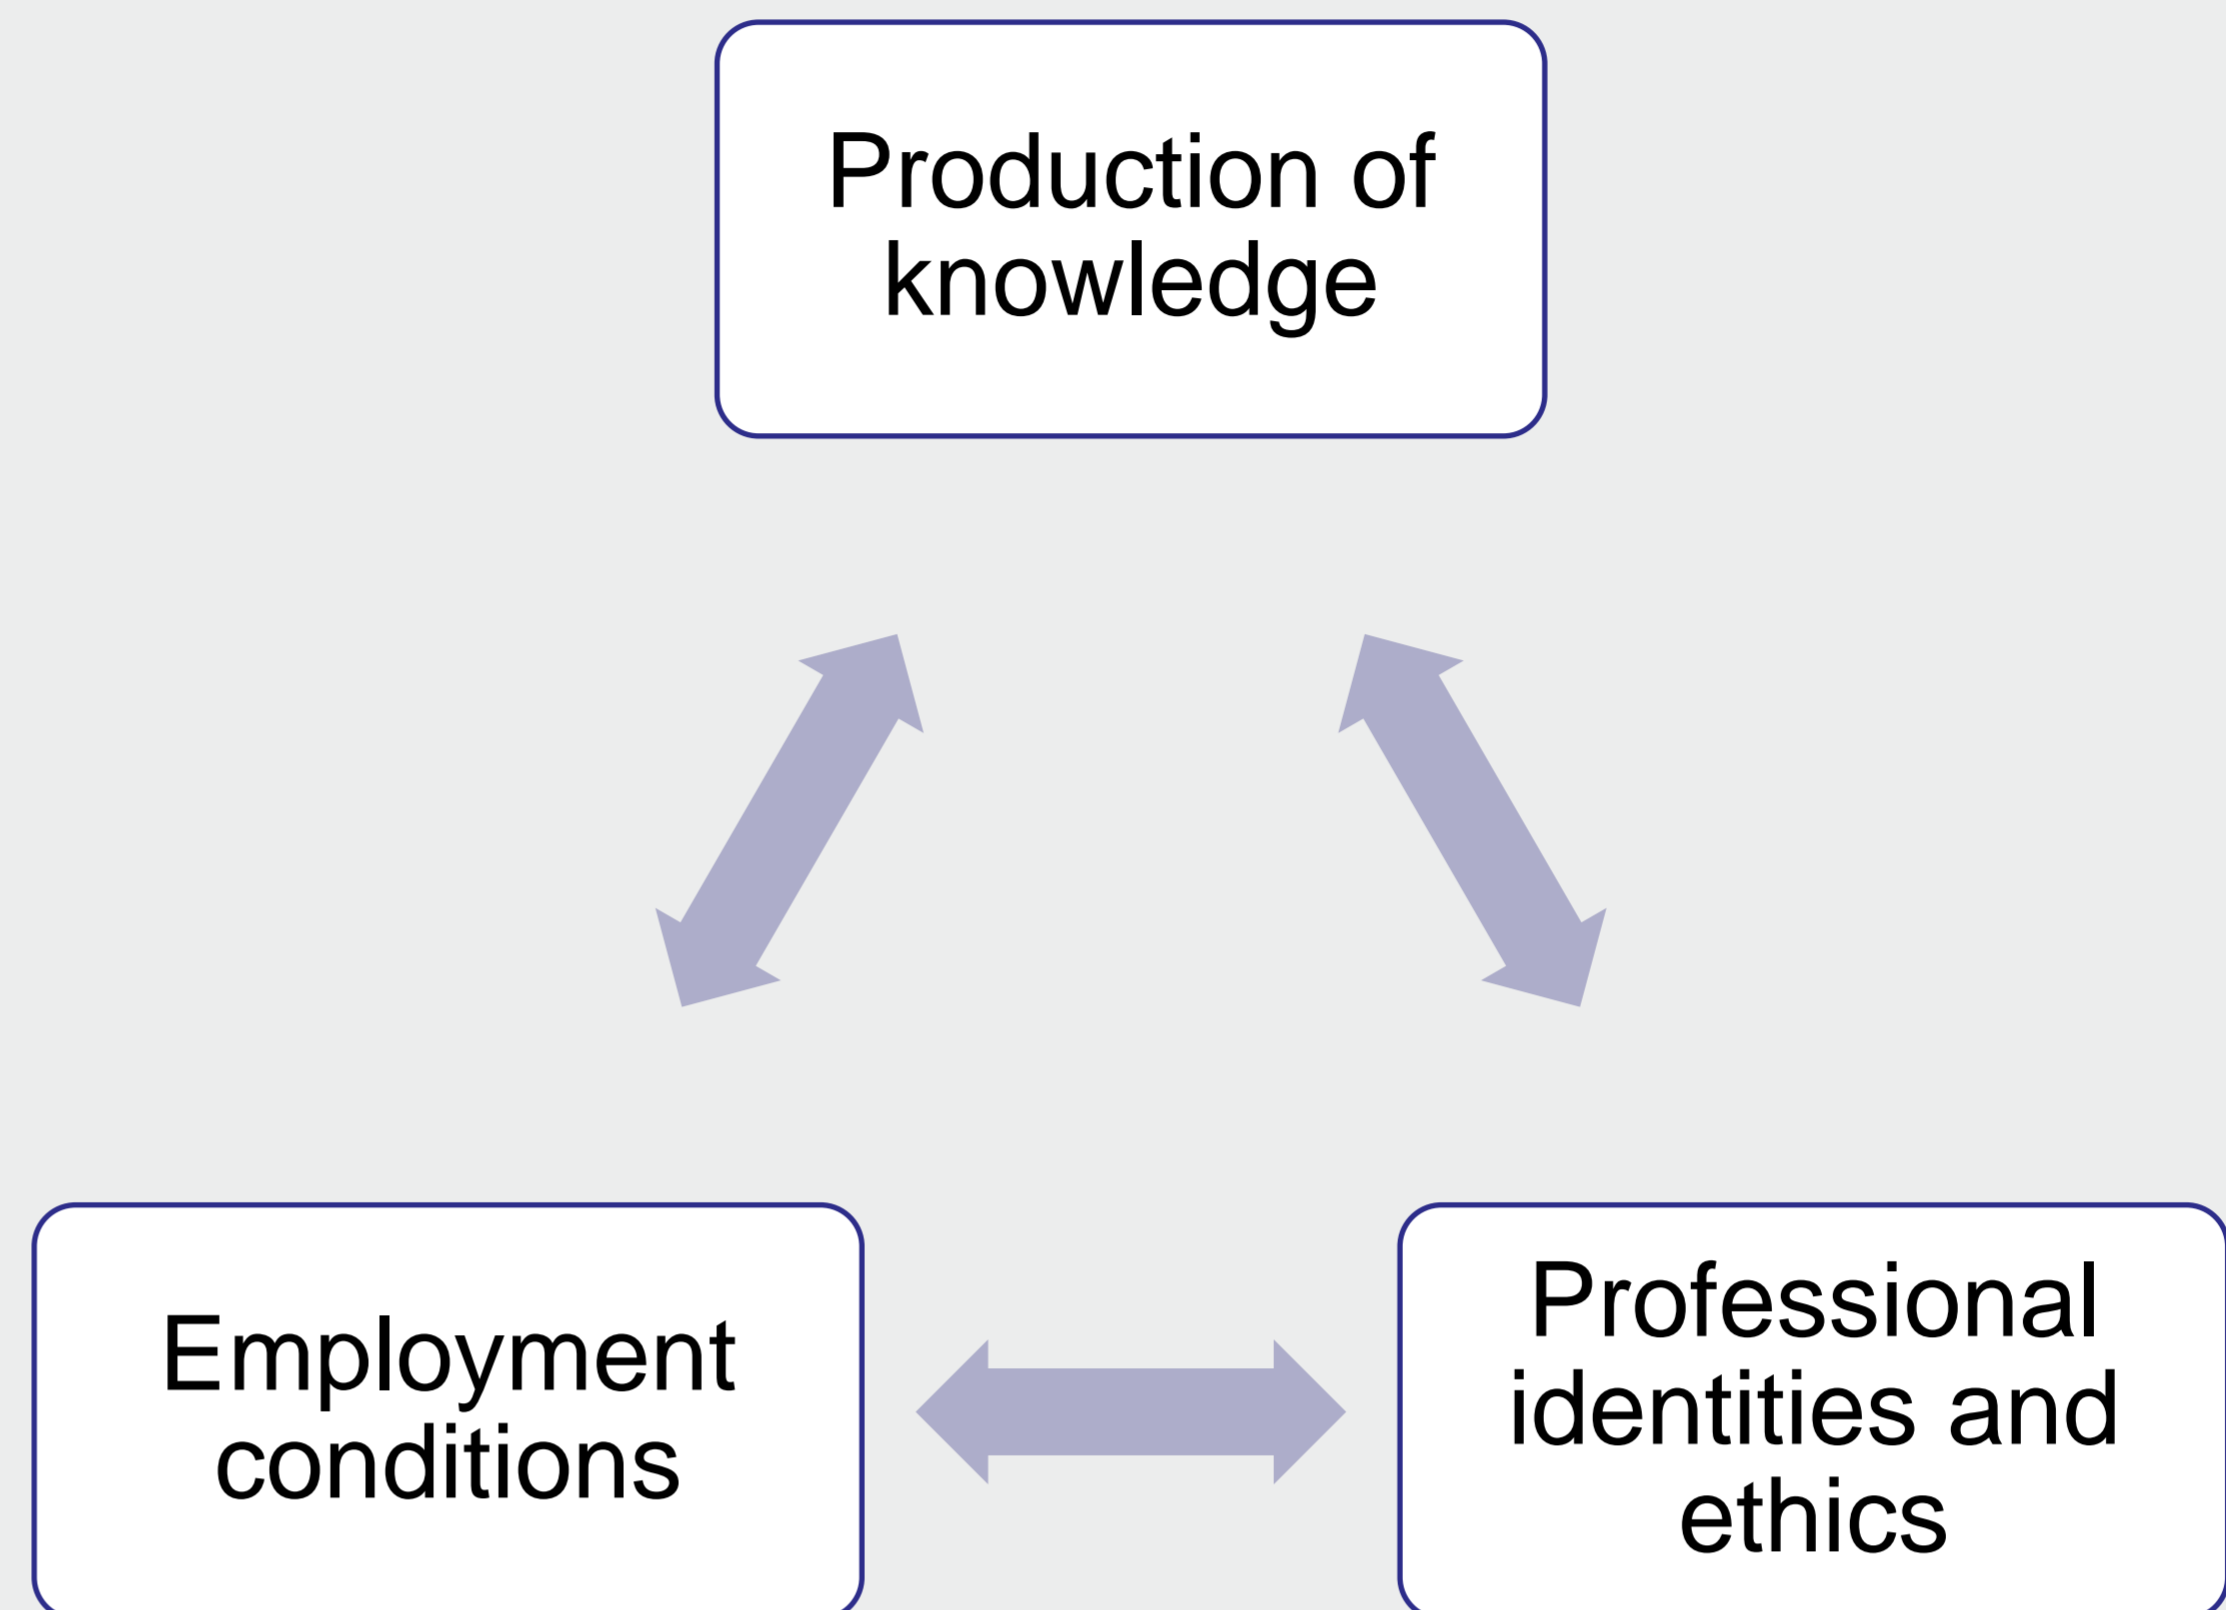 Production of
knowledge
Employment
conditions
Professional
identities and
ethics